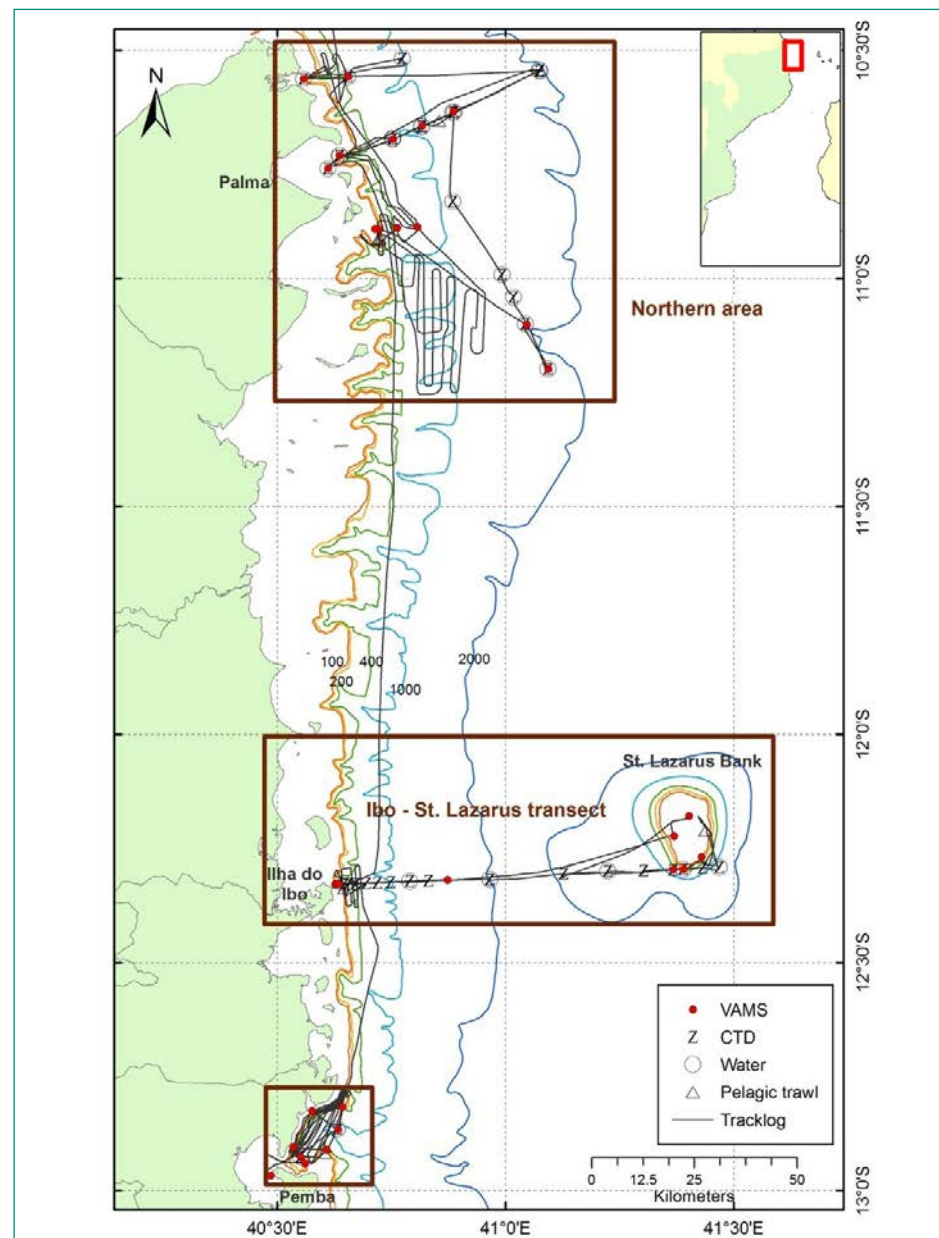 N
10°30'S
Palma
11°0'S
Northern area
11°30'S
100 400
2000
200
1000
12°0'S
St. Lazarus Bank
Ibo - St. Lazarus transect
Ilha do
Ibo
12°30'S
VAMS
Z CTD
Water
Pelagic trawl
Tracklog
0 12.5 25 50
Kilometers
Pemba
13°0'S
40°30'E 41°0'E 41°30'E